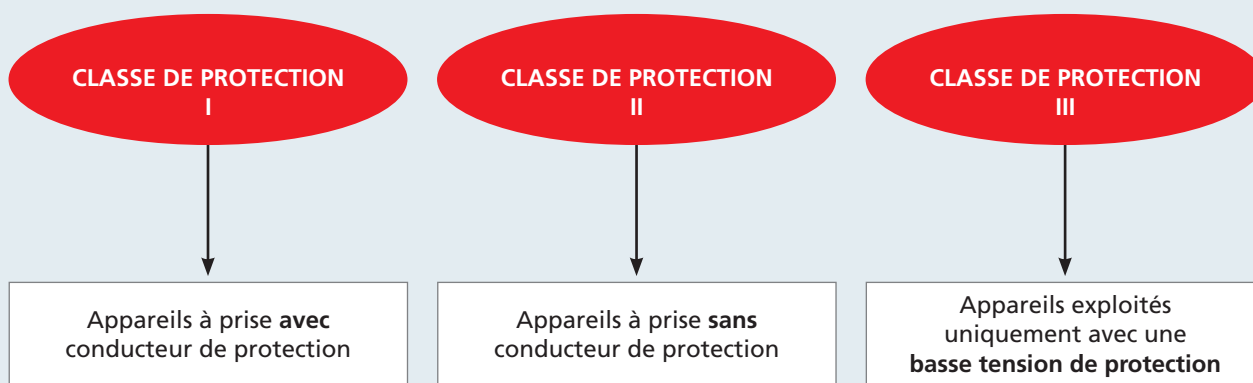 CLASSE DE PROTECTION
I
CLASSE DE PROTECTION
II
CLASSE DE PROTECTION
III
Appareils à prise avec
conducteur de protection
Appareils à prise sans
conducteur de protection
Appareils exploités
uniquement avec une
basse tension de protection